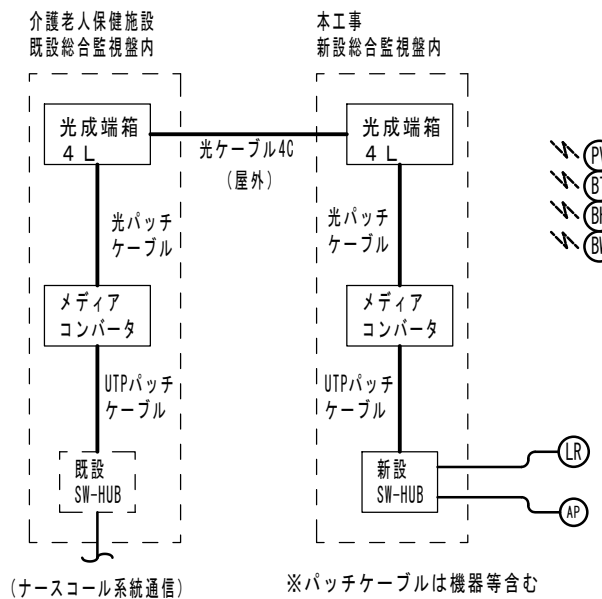 介護老人保健施設
既設総合監視盤内
本工事
新設総合監視盤内
光成端箱
4 L
光ケーブル4C
(屋外)
光成端箱
4 L
光パッチ
ケーブル
光パッチ
ケーブル
メディア
コンバータ
メディア
コンバータ
UTPパッチ
ケーブル
UTPパッチ
ケーブル
既設
SW-HUB
新設
SW-HUB
LR
AP
(ナースコール系統通信)
※パッチケーブルは機器等含む